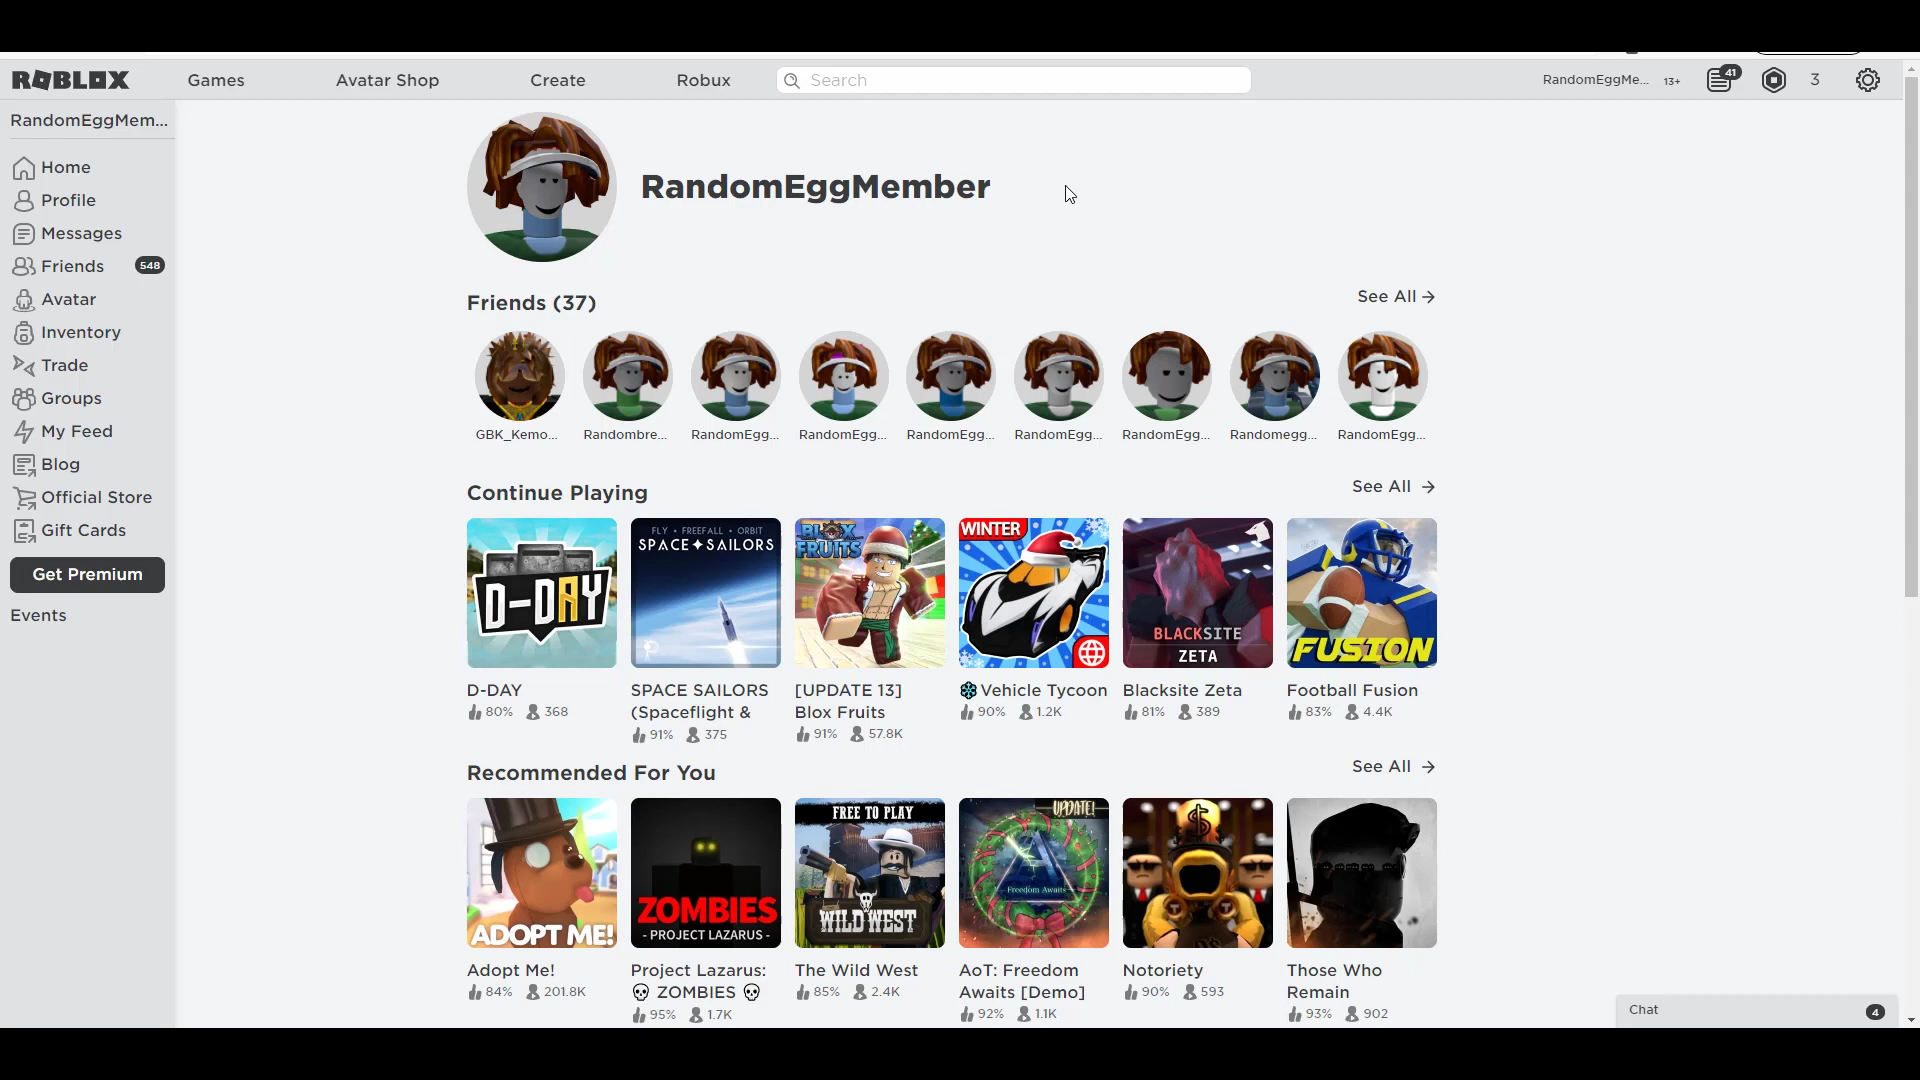 ROBLOX Games Avatar Shop Create Robux Search RandomEggMe... 13+ 41 3
RandomEggMem...
Home
Profile
Messages
Friends 548
Avatar
Inventory
Trade
Groups
My Feed
Blog
Official Store
Gift Cards
Get Premium
Events
RandomEggMember
Friends (37) See All
GBK_Kemo... Randombre... RandomEgg... RandomEgg... RandomEgg... RandomEgg... RandomEgg... Randomegg... RandomEgg...
Continue Playing See All
D-DAY
FLY • FREEFALL • ORBIT
SPACE SAILORS
BLOX
FRUITS
WINTER
BLACKSITE
ZETA
FUSION
D-DAY
80% 368
SPACE SAILORS
(Spaceflight &
91% 375
[UPDATE 13]
Blox Fruits
91% 57.8K
Vehicle Tycoon
90% 1.2K
Blacksite Zeta
81% 389
Football Fusion
83% 4.4K
Recommended For You See All
ADOPT ME!
ZOMBIES
- PROJECT LAZARUS -
FREE TO PLAY
WILD WEST
UPDATE!
Freedom Awaits
Adopt Me!
84% 201.8K
Project Lazarus:
ZOMBIES
95% 1.7K
The Wild West
85% 2.4K
AoT: Freedom
Awaits [Demo]
92% 1.1K
Notoriety
90% 593
Those Who
Remain
93% 902
Chat 4